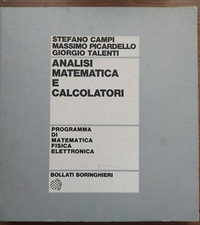 STEFANO CAMPI
MASSIMO PICARDELLO
GIORGIO TALENTI
ANALISI
MATEMATICA
E
CALCOLATORI
PROGRAMMA
DI
MATEMATICA
FISICA
ELETTRONICA
BOLLATI BORINGHIERI